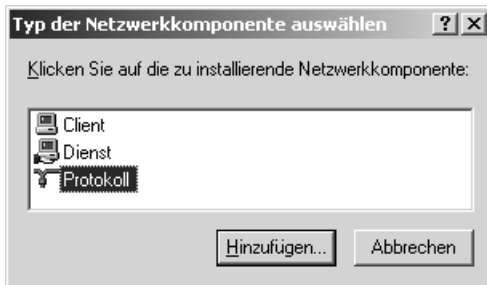 Typ der Netzwerkkomponente auswählen
Klicken Sie auf die zu installierende Netzwerkkomponente:
Client
Dienst
Protokoll
Hinzufügen... Abbrechen